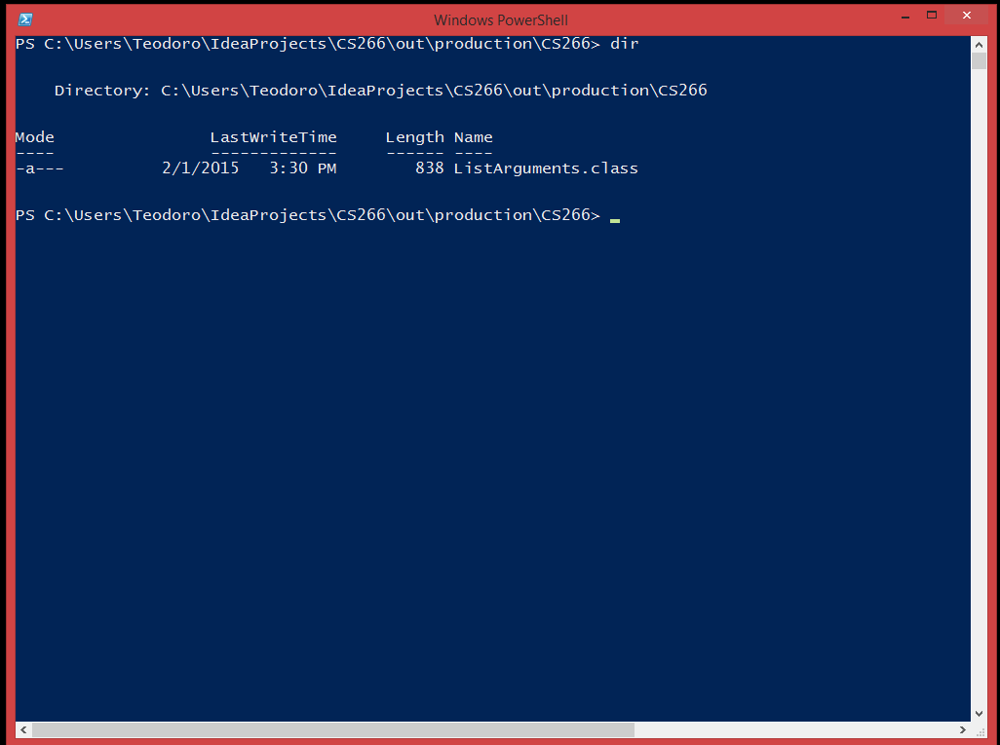 Windows PowerShell
PS C:\Users\Teodoro\IdeaProjects\CS266\out\production\CS266> dir
Directory: C:\Users\Teodoro\IdeaProjects\CS266\out\production\CS266
Mode                LastWriteTime     Length Name
----                -------------     ------ ----
-a---          2/1/2015   3:30 PM        838 ListArguments.class
PS C:\Users\Teodoro\IdeaProjects\CS266\out\production\CS266>